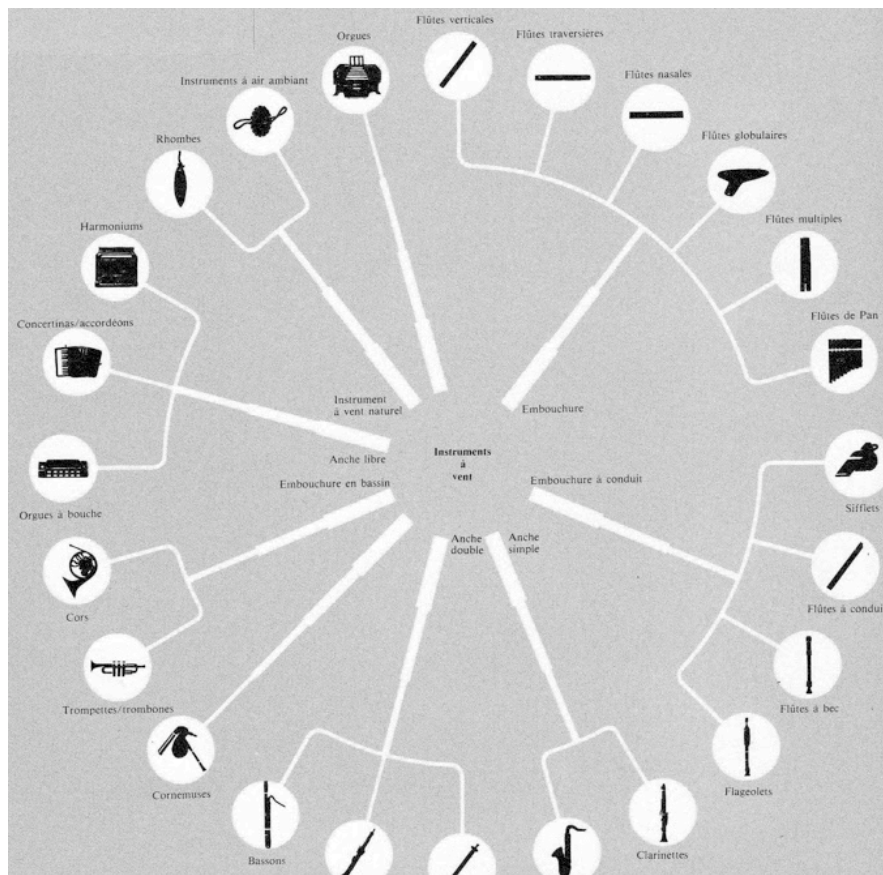 Flûtes verticales
Orgues
Flûtes traversières
Instruments à air ambiant
Flûtes nasales
Rhombes
Flûtes globulaires
Harmoniums
Flûtes multiples
Concertinas/accordéons
Flûtes de Pan
Instrument
à vent naturel
Embouchure
Anche libre
Instruments
à
vent
Embouchure en bassin
Embouchure à conduit
Orgues à bouche
Sifflets
Anche
double
Anche
simple
Cors
Flûtes à condui
Trompettes/trombones
Flûtes à bec
Cornemuses
Flageolets
Bassons
Clarinettes